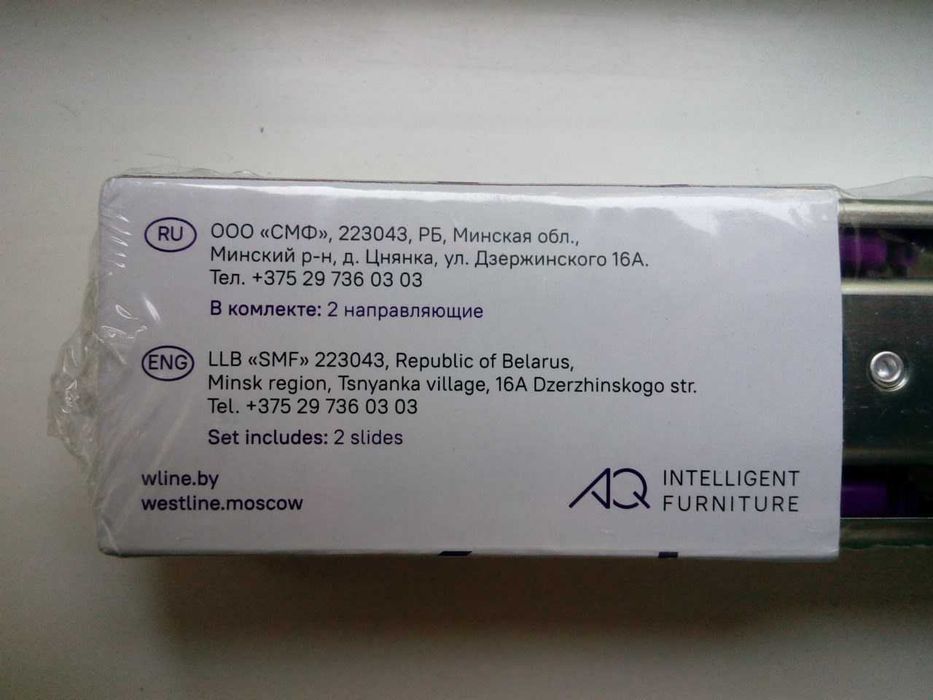 RU
ООО «СМФ», 223043, РБ, Минская обл.,
Минский р-н, д. Цнянка, ул. Дзержинского 16А.
Тел. +375 29 736 03 03
В комлекте: 2 направляющие
ENG
LLB «SMF» 223043, Republic of Belarus,
Minsk region, Tsnyanka village, 16A Dzerzhinskogo str.
Tel. +375 29 736 03 03
Set includes: 2 slides
wline.by
westline.moscow
AQ INTELLIGENT
FURNITURE